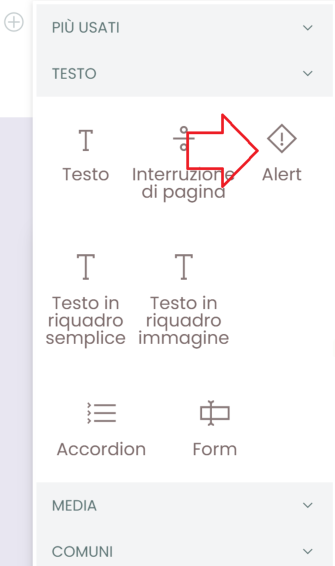 PIÙ USATI
TESTO
Testo
Interruzione
di pagina
Alert
Testo in
riquadro
semplice
Testo in
riquadro
immagine
Accordion
Form
MEDIA
COMUNI